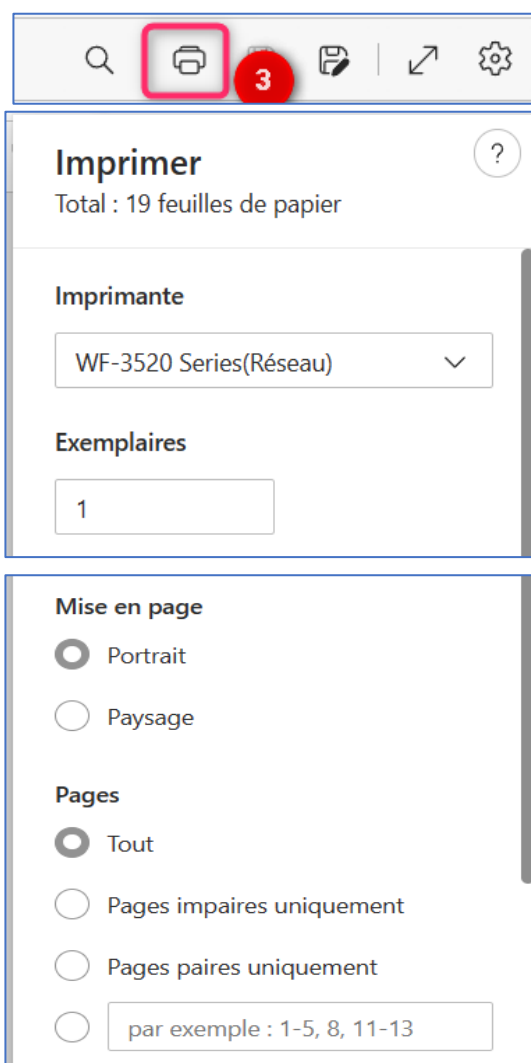 3
Imprimer
?
Total : 19 feuilles de papier
Imprimante
WF-3520 Series(Réseau)
Exemplaires
1
Mise en page
Portrait
Paysage
Pages
Tout
Pages impaires uniquement
Pages paires uniquement
par exemple : 1-5, 8, 11-13